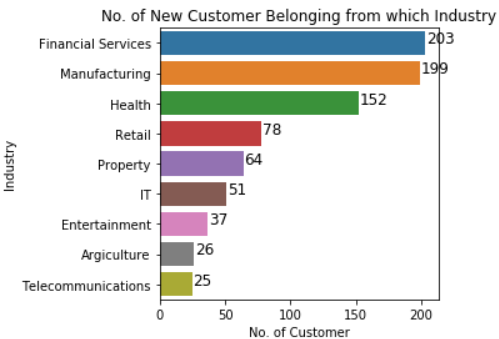 No. of New Customer Belonging from which Industry
Financial Services 203
Manufacturing 199
Health 152
Retail 78
Property 64
IT 51
Entertainment 37
Argiculture 26
Telecommunications 25
Industry
0 50 100 150 200
No. of Customer